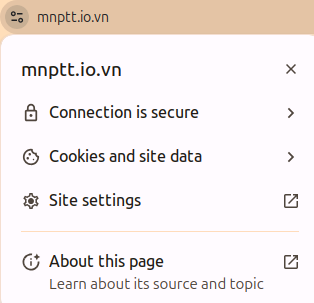 mnptt.io.vn
mnptt.io.vn
Connection is secure
Cookies and site data
Site settings
About this page
Learn about its source and topic